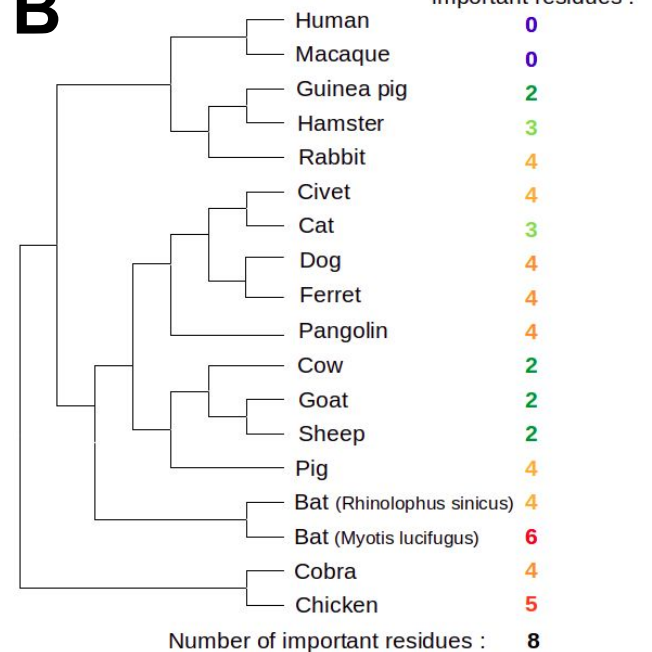 B
important residues :
Human 0
Macaque 0
Guinea pig 2
Hamster 3
Rabbit 4
Civet 4
Cat 3
Dog 4
Ferret 4
Pangolin 4
Cow 2
Goat 2
Sheep 2
Pig 4
Bat (Rhinolophus sinicus) 4
Bat (Myotis lucifugus) 6
Cobra 4
Chicken 5
Number of important residues : 8